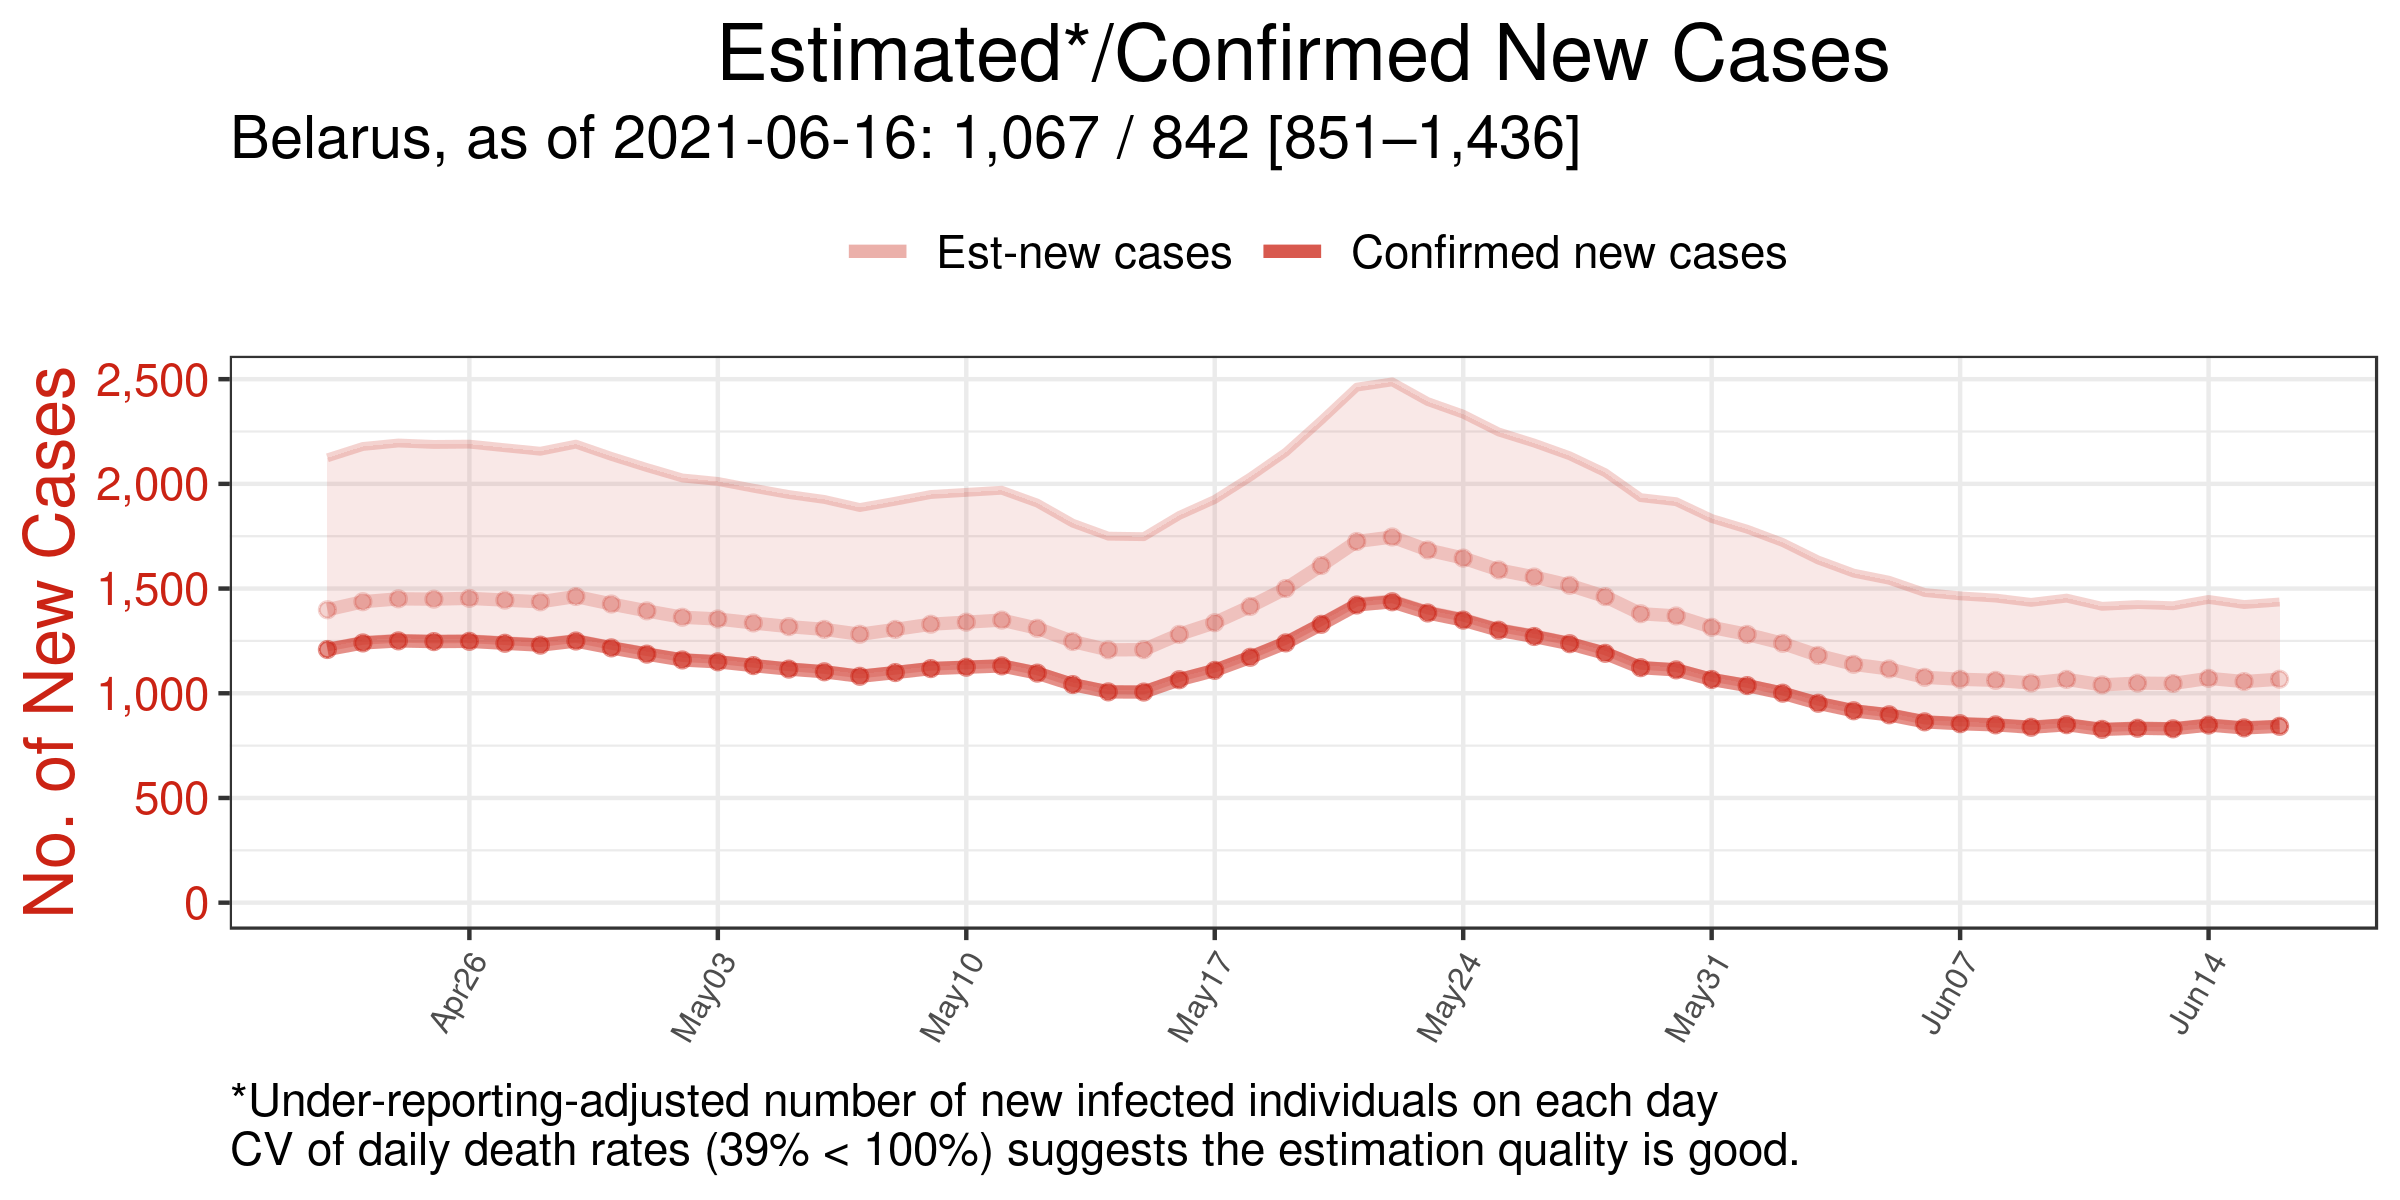 Estimated*/Confirmed New Cases
Belarus, as of 2021-06-16: 1,067 / 842 [851–1,436]
Est-new cases Confirmed new cases
No. of New Cases
2,500
2,000
1,500
1,000
500
0
Apr26 May03 May10 May17 May24 May31 Jun07 Jun14
*Under-reporting-adjusted number of new infected individuals on each day
CV of daily death rates (39% < 100%) suggests the estimation quality is good.